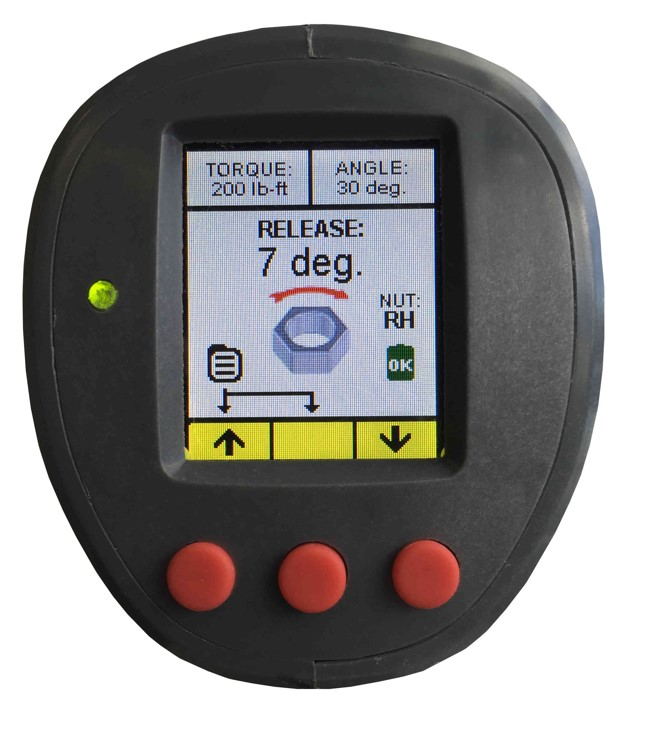 TORQUE:
200 lb-ft
ANGLE:
30 deg.
RELEASE:
7 deg.
NUT:
RH
OK